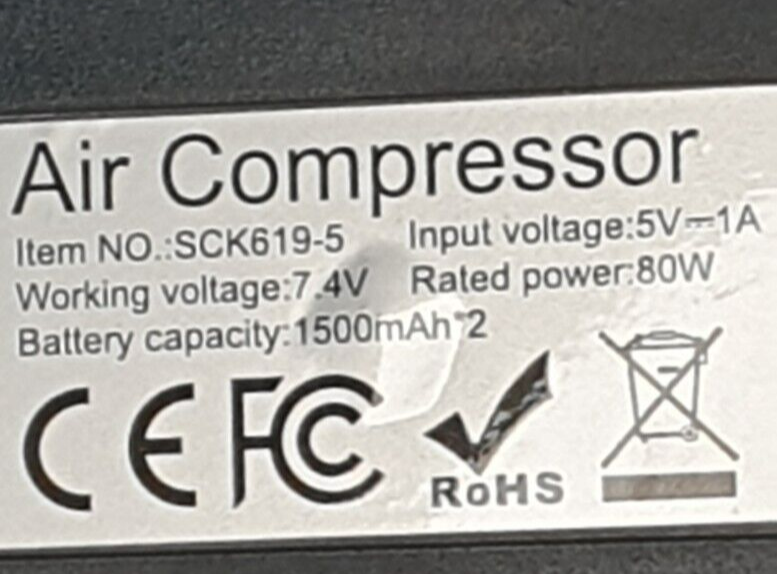 Air Compressor
Item NO.:SCK619-5 Input voltage:5V⎓1A
Working voltage:7.4V Rated power:80W
Battery capacity:1500mAh*2
CE FC RoHS